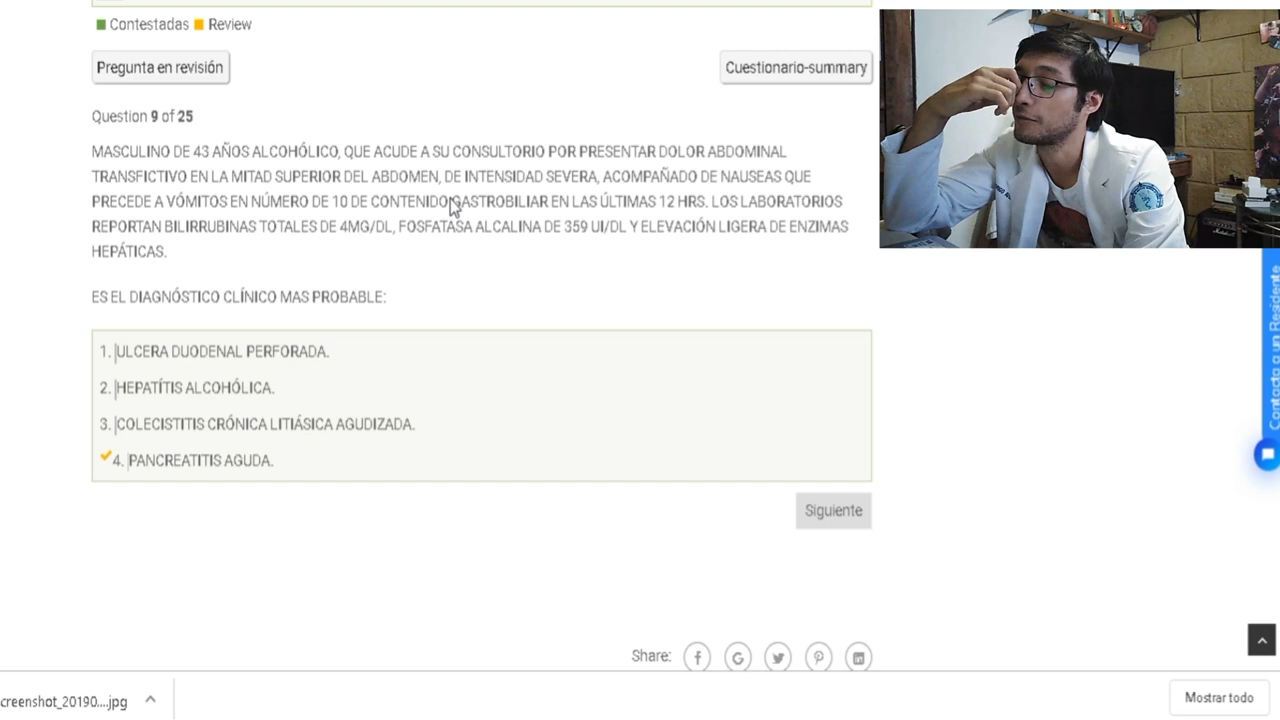 Contestadas Review
Pregunta en revisión
Cuestionario-summary
Question 9 of 25
MASCULINO DE 43 AÑOS ALCOHÓLICO, QUE ACUDE A SU CONSULTORIO POR PRESENTAR DOLOR ABDOMINAL
TRANSFICTIVO EN LA MITAD SUPERIOR DEL ABDOMEN, DE INTENSIDAD SEVERA, ACOMPAÑADO DE NAUSEAS QUE
PRECEDE A VÓMITOS EN NÚMERO DE 10 DE CONTENIDO GASTROBILIAR EN LAS ÚLTIMAS 12 HRS. LOS LABORATORIOS
REPORTAN BILIRRUBINAS TOTALES DE 4MG/DL, FOSFATASA ALCALINA DE 359 UI/DL Y ELEVACIÓN LIGERA DE ENZIMAS
HEPÁTICAS.
ES EL DIAGNÓSTICO CLÍNICO MAS PROBABLE:
1. ULCERA DUODENAL PERFORADA.
2. HEPATÍTIS ALCOHÓLICA.
3. COLECISTITIS CRÓNICA LITIÁSICA AGUDIZADA.
4. PANCREATITIS AGUDA.
Siguiente
Contacta a un Residente
Share:
creenshot_20190....jpg
Mostrar todo